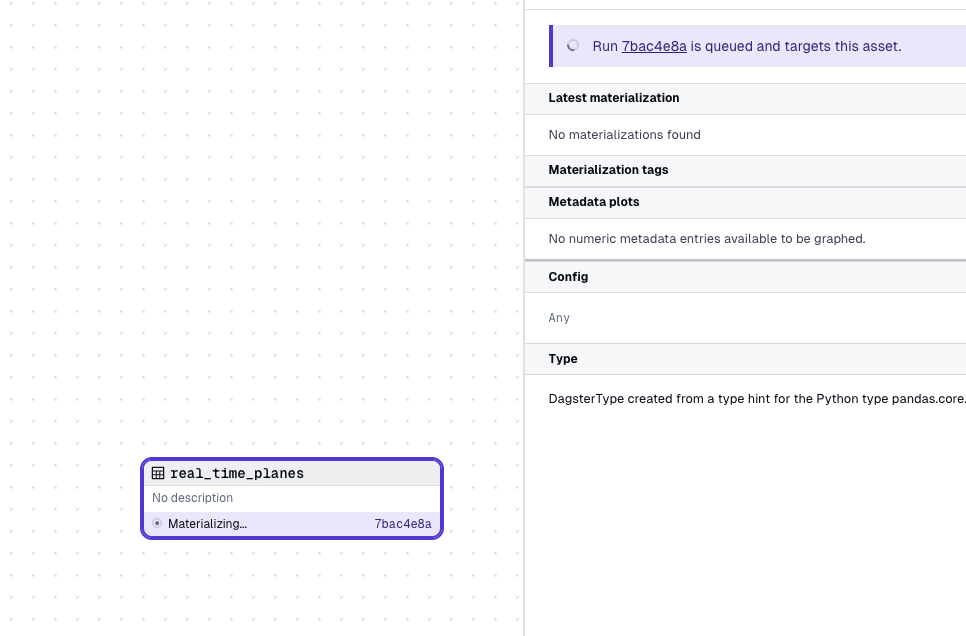 Run 7bac4e8a is queued and targets this asset.
Latest materialization
No materializations found
Materialization tags
Metadata plots
No numeric metadata entries available to be graphed.
Config
Any
Type
DagsterType created from a type hint for the Python type pandas.core.
real_time_planes
No description
Materializing... 7bac4e8a